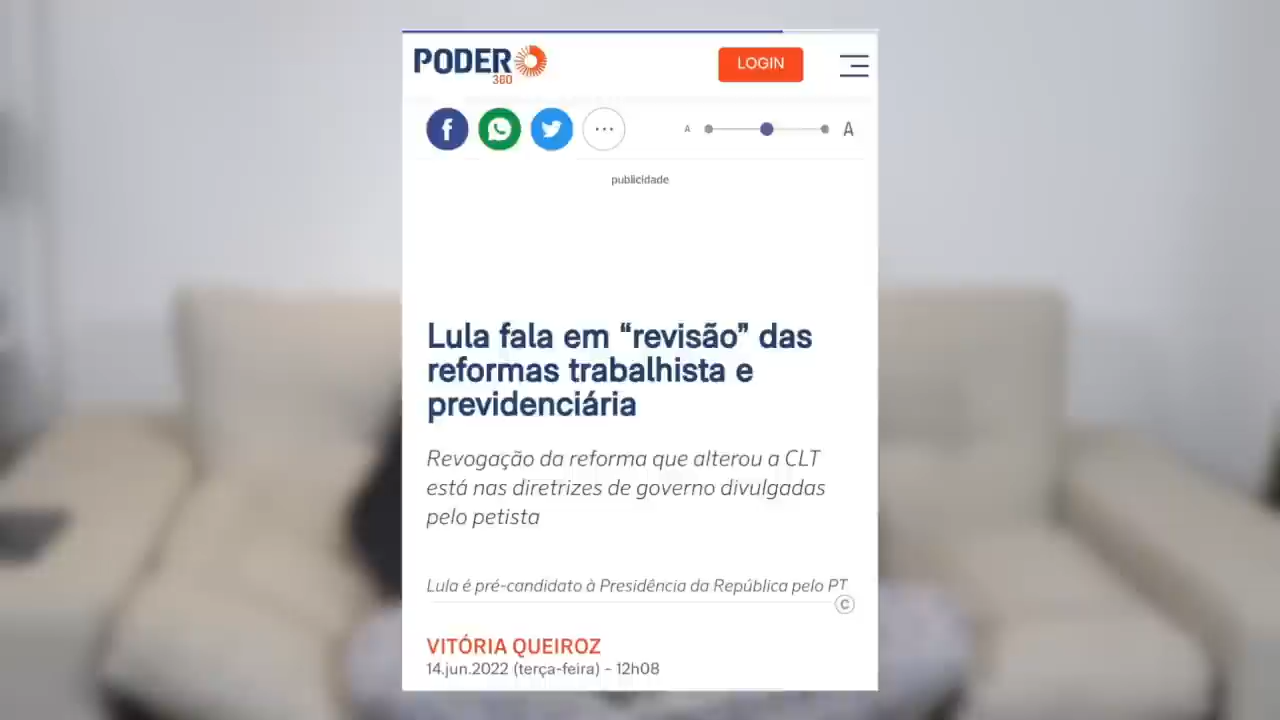 PODER
360
LOGIN
A A
publicidade
Lula fala em “revisão” das
reformas trabalhista e
previdenciária
Revogação da reforma que alterou a CLT
está nas diretrizes de governo divulgadas
pelo petista
Lula é pré-candidato à Presidência da República pelo PT
C
VITÓRIA QUEIROZ
14.jun.2022 (terça-feira) - 12h08